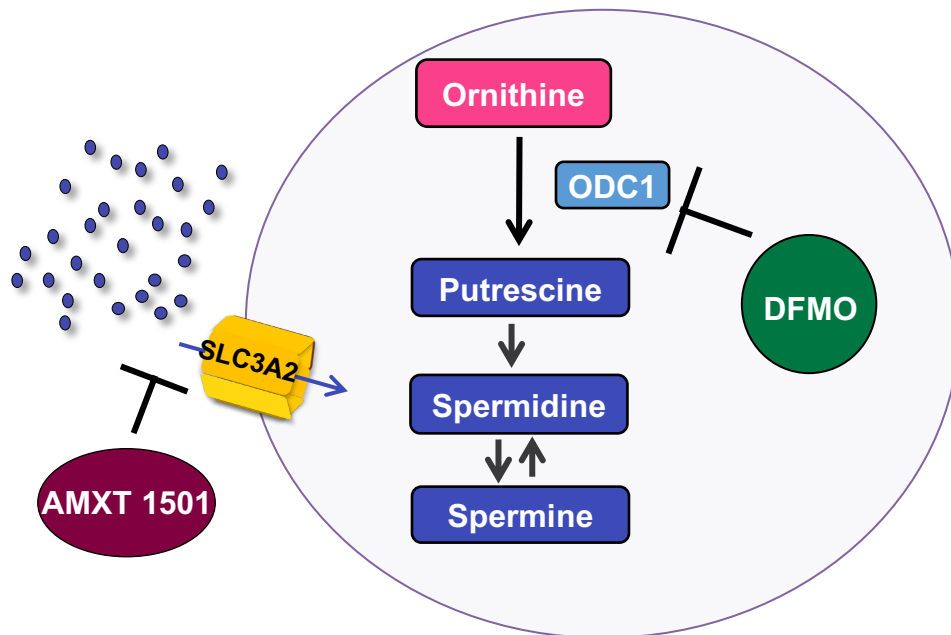 Ornithine
ODC1
Putrescine
DFMO
SLC3A2
Spermidine
AMXT 1501
Spermine